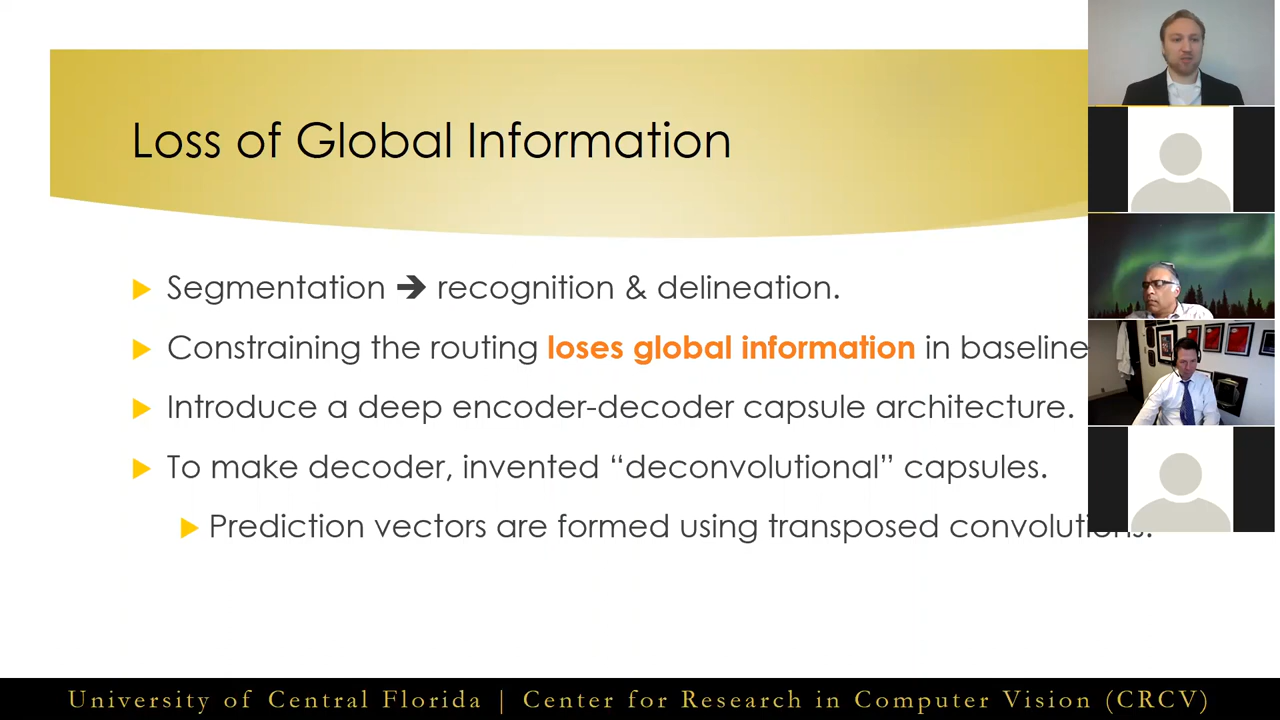 Loss of Global Information
Segmentation ➔ recognition & delineation.
Constraining the routing loses global information in baseline
Introduce a deep encoder-decoder capsule architecture.
To make decoder, invented “deconvolutional” capsules.
Prediction vectors are formed using transposed convolutions.
University of Central Florida | Center for Research in Computer Vision (CRCV)